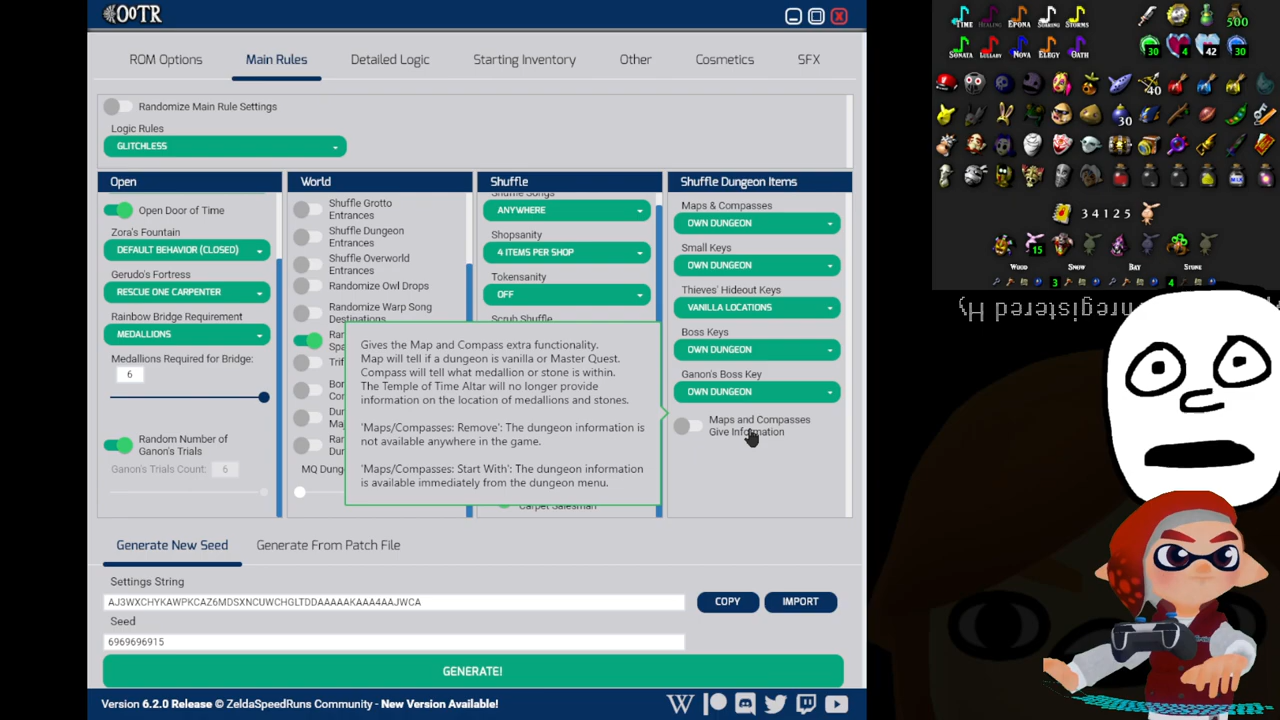 OoTR
ROM Options
Main Rules
Detailed Logic
Starting Inventory
Other
Cosmetics
SFX
Randomize Main Rule Settings
Logic Rules
GLITCHLESS
Open
Open Door of Time
Zora's Fountain
DEFAULT BEHAVIOR (CLOSED)
Gerudo's Fortress
RESCUE ONE CARPENTER
Rainbow Bridge Requirement
MEDALLIONS
Medallions Required for Bridge:
6
Random Number of
Ganon's Trials
Ganon's Trials Count:
6
World
Shuffle Grotto
Entrances
Shuffle Dungeon
Entrances
Shuffle Overworld
Entrances
Randomize Owl Drops
Randomize Warp Song
Destinations
MQ Dung
Shuffle
Shuffle Songs
ANYWHERE
Shopsanity
4 ITEMS PER SHOP
Tokensanity
OFF
Scrub Shuffle
Carpet Salesman
Gives the Map and Compass extra functionality.
Map will tell if a dungeon is vanilla or Master Quest.
Compass will tell what medallion or stone is within.
The Temple of Time Altar will no longer provide
information on the location of medallions and stones.
'Maps/Compasses: Remove': The dungeon information is
not available anywhere in the game.
'Maps/Compasses: Start With': The dungeon information
is available immediately from the dungeon menu.
Shuffle Dungeon Items
Maps & Compasses
OWN DUNGEON
Small Keys
OWN DUNGEON
Thieves' Hideout Keys
VANILLA LOCATIONS
Boss Keys
OWN DUNGEON
Ganon's Boss Key
OWN DUNGEON
Maps and Compasses
Give Information
Generate New Seed
Generate From Patch File
Settings String
AJ3WXCHYKAWPKCAZ6MDSXNCUWCHGLTDDAAAAAKAAA4AAJWCA
COPY
IMPORT
Seed
6969696915
GENERATE!
Version 6.2.0 Release © ZeldaSpeedRuns Community - New Version Available!
TIME
HEALING
EPONA
SOARING
STORMS
500
SONATA
LULLABY
NOVA
ELEGY
OATH
30
4
42
30
40
30
34125
15
WOOD
SNOW
BAY
STONE
3
4